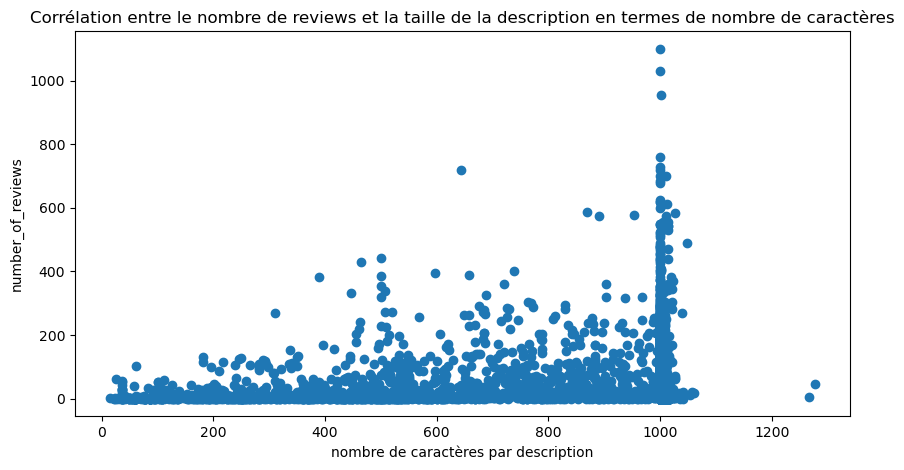 Corrélation entre le nombre de reviews et la taille de la description en termes de nombre de caractères
1000
800
600
400
200
0
number_of_reviews
0 200 400 600 800 1000 1200
nombre de caractères par description